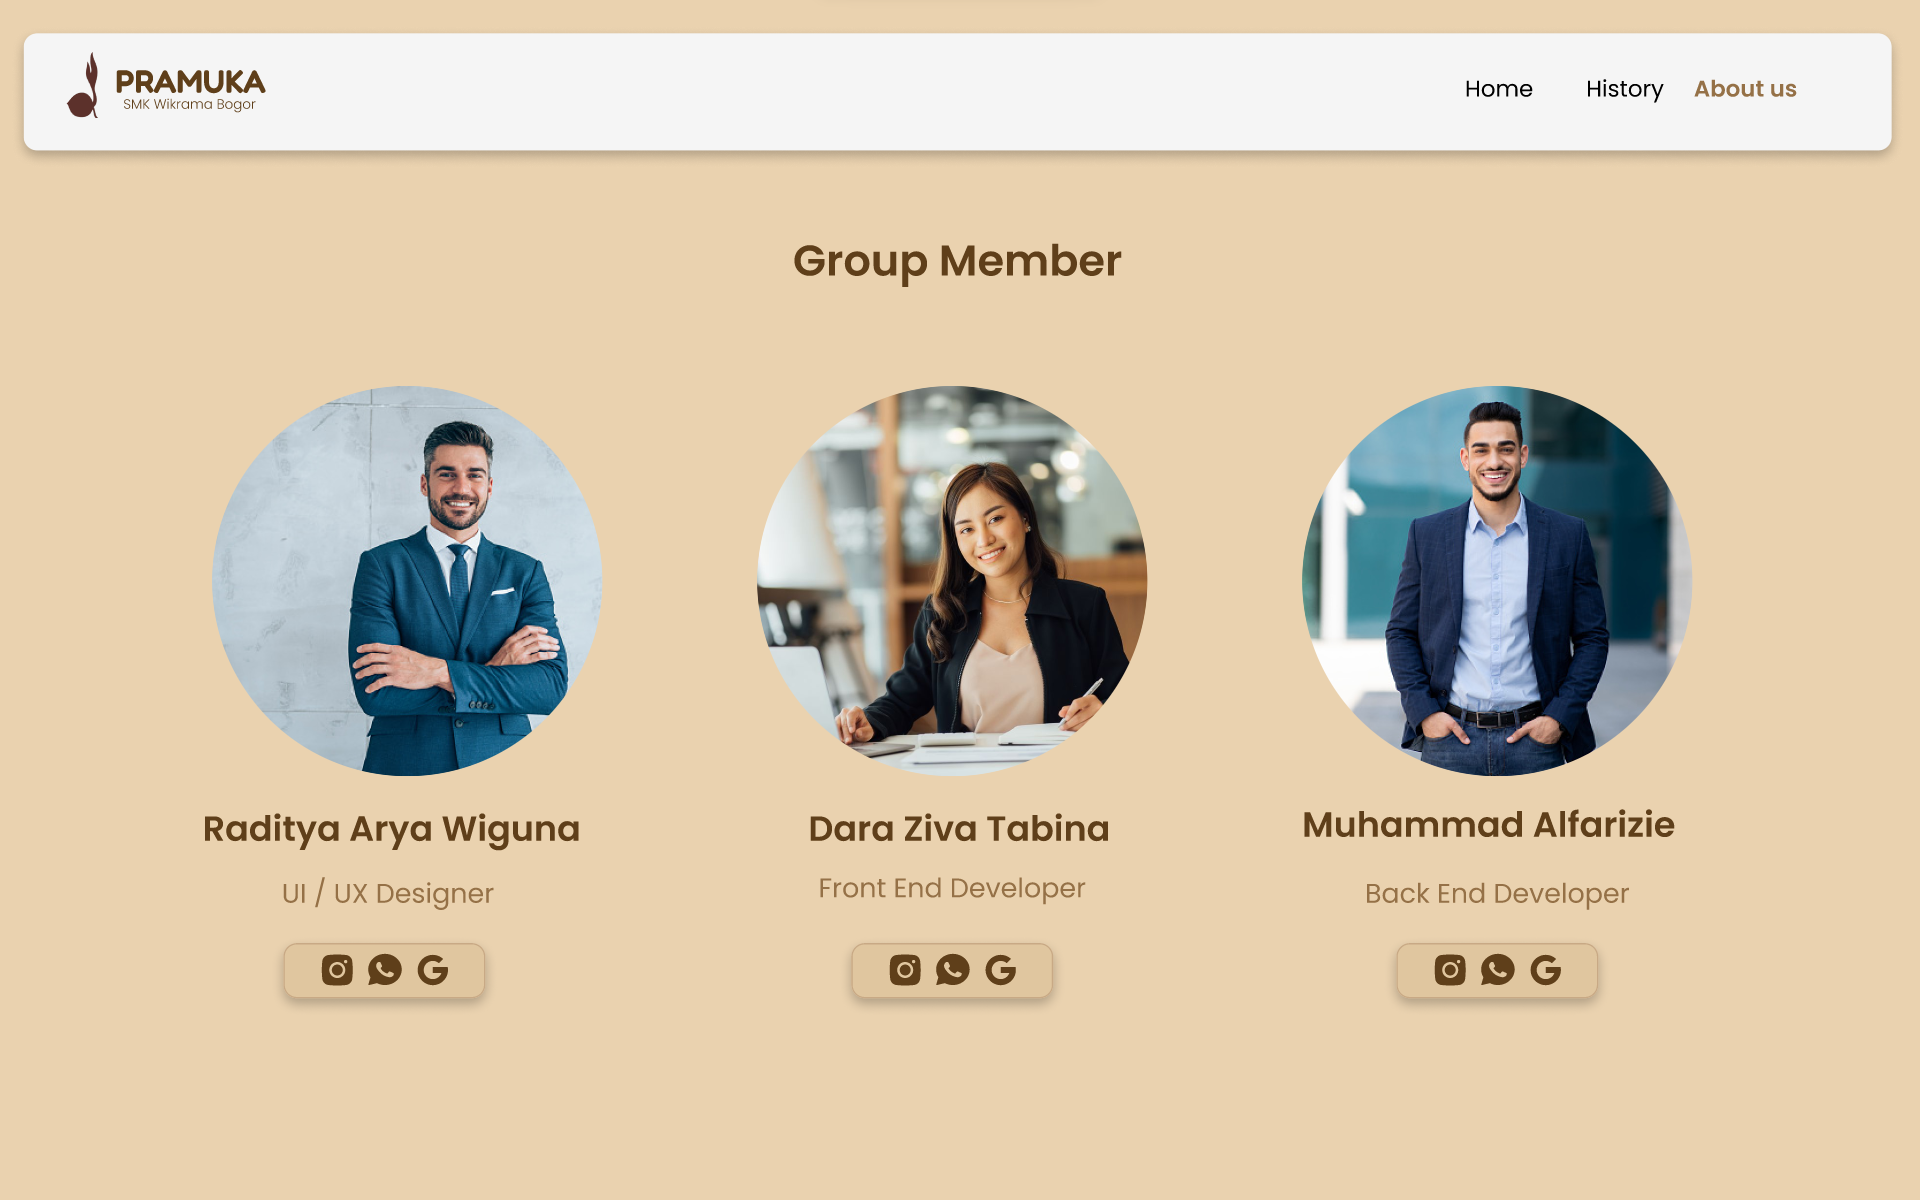 PRAMUKA
SMK Wikrama Bogor
Home History About us
Group Member
Raditya Arya Wiguna
UI / UX Designer
Dara Ziva Tabina
Front End Developer
Muhammad Alfarizie
Back End Developer